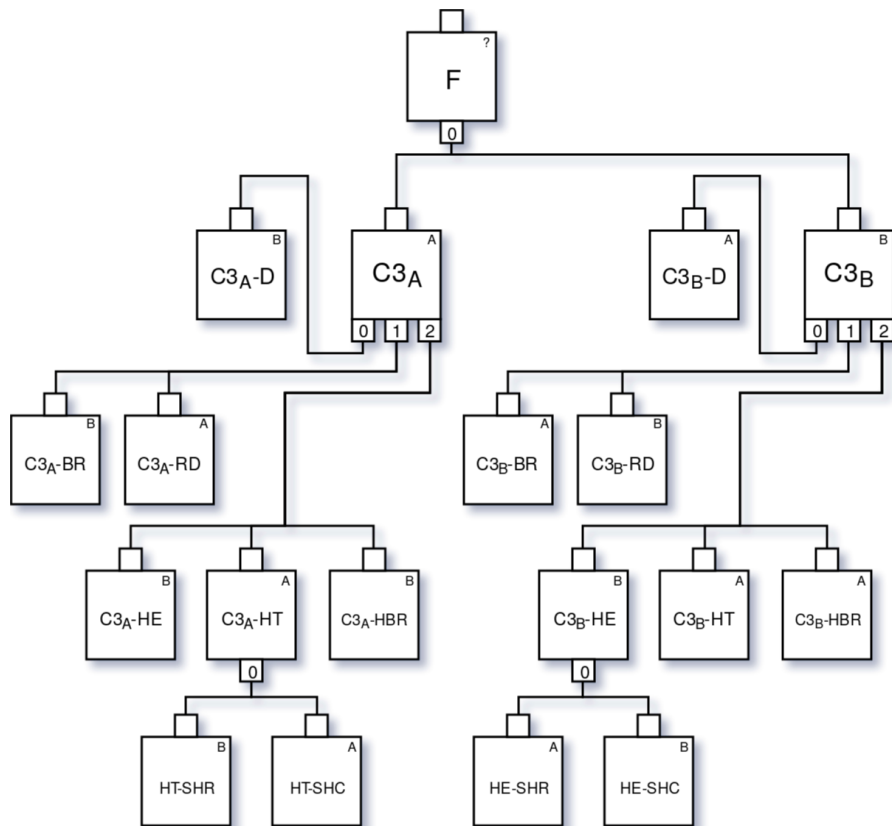 ?
F
0
B
C3A-D
A
C3A
0 1 2
A
C3B-D
B
C3B
0 1 2
B
C3A-BR
A
C3A-RD
A
C3B-BR
B
C3B-RD
B
C3A-HE
A
C3A-HT
0
B
C3A-HBR
B
C3B-HE
0
A
C3B-HT
A
C3B-HBR
B
HT-SHR
A
HT-SHC
A
HE-SHR
B
HE-SHC